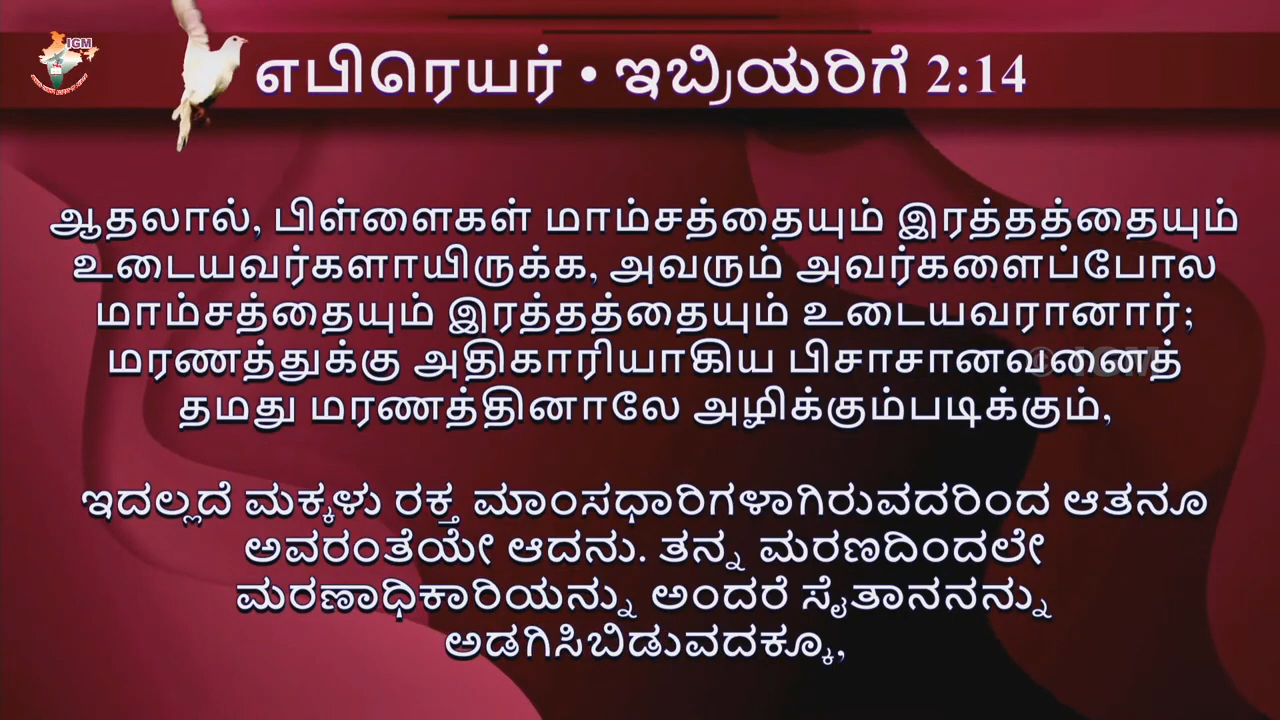 IGM
எபிரெயர் • ಇಬ್ರಿಯರಿಗೆ 2:14
ஆதலால், பிள்ளைகள் மாம்சத்தையும் இரத்தத்தையும்
உடையவர்களாயிருக்க, அவரும் அவர்களைப்போல
மாம்சத்தையும் இரத்தத்தையும் உடையவரானார்;
மரணத்துக்கு அதிகாரியாகிய பிசாசானவனைத்
தமது மரணத்தினாலே அழிக்கும்படிக்கும்,
© IGM
ಇದಲ್ಲದೆ ಮಕ್ಕಳು ರಕ್ತ ಮಾಂಸಧಾರಿಗಳಾಗಿರುವದರಿಂದ ಆತನೂ
ಅವರಂತೆಯೇ ಆದನು. ತನ್ನ ಮರಣದಿಂದಲೇ
ಮರಣಾಧಿಕಾರಿಯನ್ನು ಅಂದರೆ ಸೈತಾನನನ್ನು
ಅಡಗಿಸಿಬಿಡುವದಕ್ಕೂ,